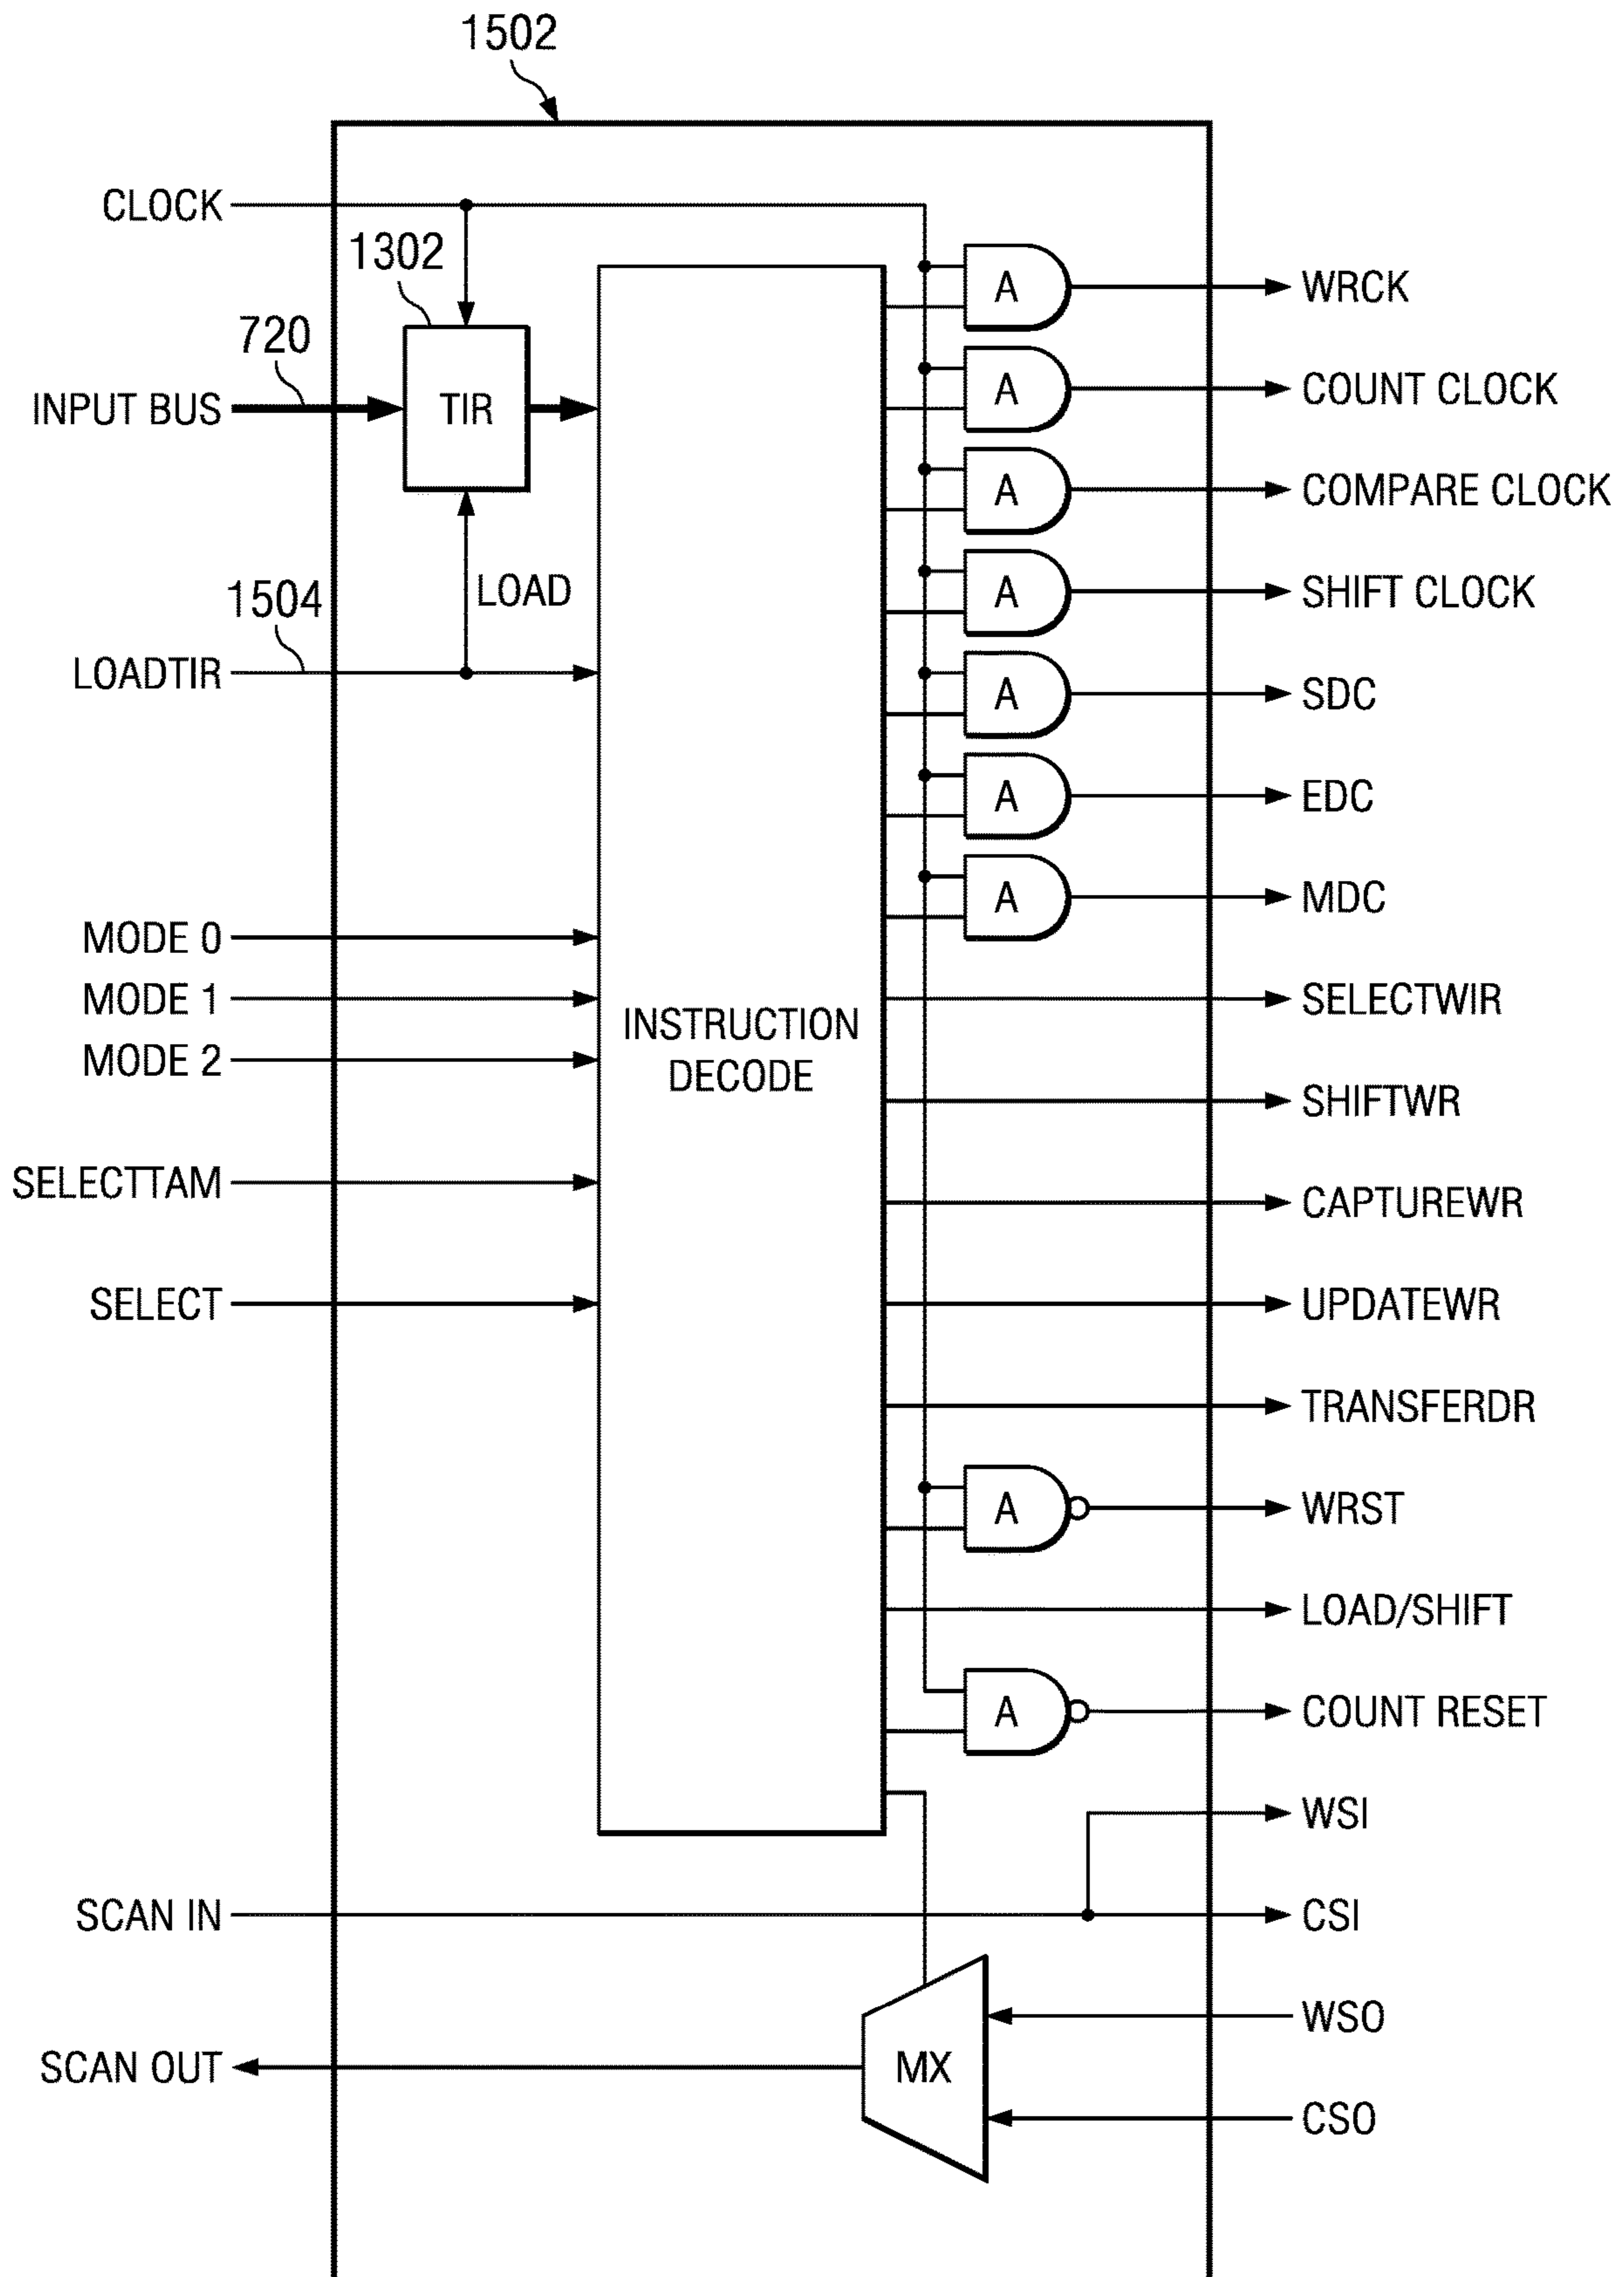 1502
CLOCK
1302
A
WRCK
720
INPUT BUS
TIR
A
COUNT CLOCK
A
COMPARE CLOCK
1504
LOAD
A
SHIFT CLOCK
LOADTIR
A
SDC
A
EDC
A
MDC
MODE 0
MODE 1
MODE 2
INSTRUCTION
DECODE
SELECTWIR
SHIFTWR
SELECTTAM
CAPTUREWR
SELECT
UPDATEWR
TRANSFERDR
A
WRST
LOAD/SHIFT
A
COUNT RESET
WSI
SCAN IN
CSI
WSO
SCAN OUT
MX
CSO